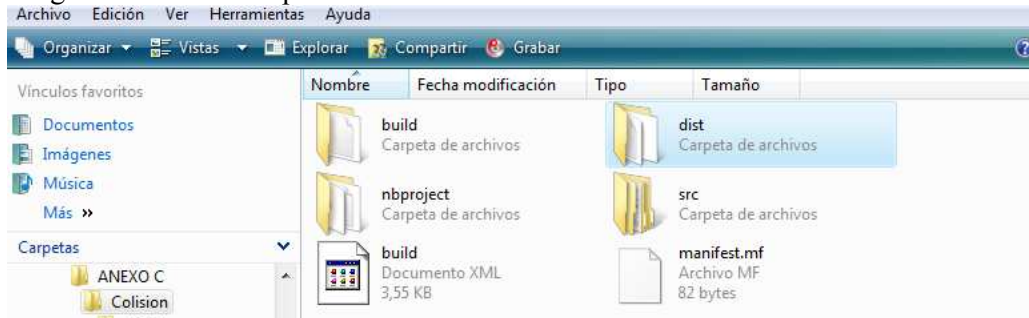 Archivo Edición Ver Herramientas Ayuda
Organizar Vistas Explorar Compartir Grabar
Vínculos favoritos
Documentos
Imágenes
Música
Más »
Carpetas
ANEXO C
Colision
Nombre Fecha modificación Tipo Tamaño
build
Carpeta de archivos
dist
Carpeta de archivos
nbproject
Carpeta de archivos
src
Carpeta de archivos
build
Documento XML
3,55 KB
manifest.mf
Archivo MF
82 bytes